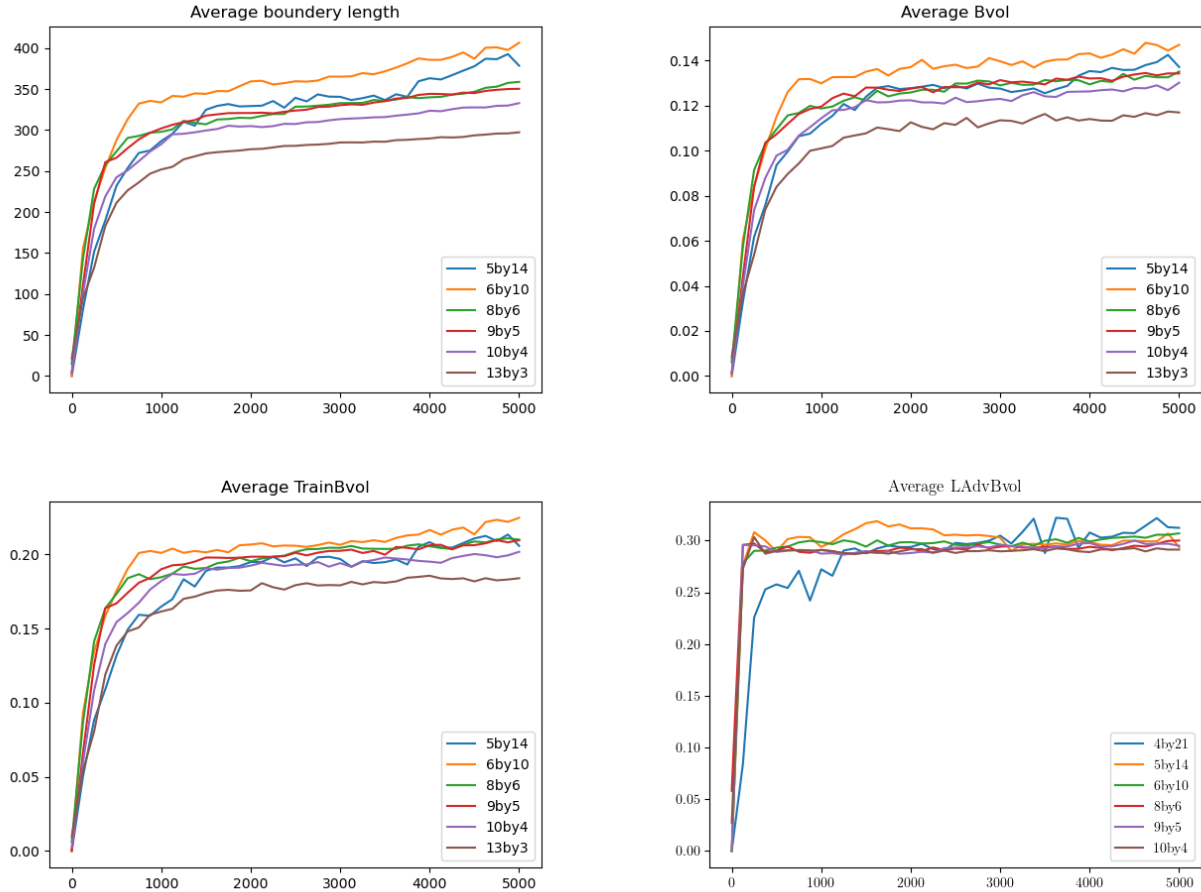 Average boundery length
400
350
300
250
200
150
100
50
0
0 1000 2000 3000 4000 5000
5by14
6by10
8by6
9by5
10by4
13by3
Average Bvol
0.14
0.12
0.10
0.08
0.06
0.04
0.02
0.00
0 1000 2000 3000 4000 5000
5by14
6by10
8by6
9by5
10by4
13by3
Average TrainBvol
0.20
0.15
0.10
0.05
0.00
0 1000 2000 3000 4000 5000
5by14
6by10
8by6
9by5
10by4
13by3
Average LAdvBvol
0.30
0.25
0.20
0.15
0.10
0.05
0.00
0 1000 2000 3000 4000 5000
4by21
5by14
6by10
8by6
9by5
10by4